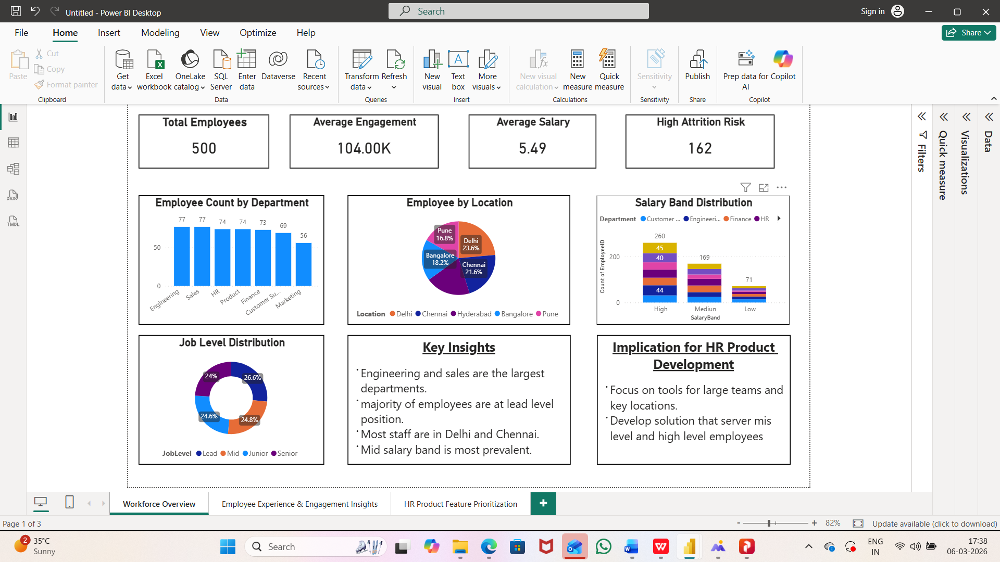 Untitled - Power BI Desktop
Search
Sign in
File
Home
Insert
Modeling
View
Optimize
Help
Share
Paste
Cut
Copy
Format painter
Clipboard
Get data
Excel workbook
OneLake catalog
SQL Server
Enter data
Dataverse
Recent sources
Data
Transform data
Refresh
Queries
New visual
Text box
More visuals
Insert
New visual calculation
New measure
Quick measure
Calculations
Sensitivity
Sensitivity
Publish
Share
Prep data for AI
Copilot
Copilot
DAX
TMDL
Total Employees
500
Average Engagement
104.00K
Average Salary
5.49
High Attrition Risk
162
Filters
Quick measure
Visualizations
Data
Employee Count by Department
77 77 74 74 73 69 56
50
0
Engineering Sales HR Product Finance Customer Su... Marketing
Employee by Location
Pune 16.8%
Delhi 23.6%
Bangalore 18.2%
Chennai 21.6%
Location Delhi Chennai Hyderabad Bangalore Pune
Salary Band Distribution
Department Customer ... Engineeri... Finance HR
Count of EmployeeID
200
0
260
45
40
44
169
71
High Mediun Low
SalaryBand
Job Level Distribution
24%
26.6%
24.6%
24.8%
JobLevel Lead Mid Junior Senior
Key Insights
Engineering and sales are the largest
departments.
majority of employees are at lead level
position.
Most staff are in Delhi and Chennai.
Mid salary band is most prevalent.
Implication for HR Product
Development
Focus on tools for large teams and
key locations.
Develop solution that server mis
level and high level employees
Workforce Overview
Employee Experience & Engagement Insights
HR Product Feature Prioritization
Page 1 of 3
- + 82%
Update available (click to download)
2
35°C
Sunny
Search
ENG
IN
17:38
06-03-2026